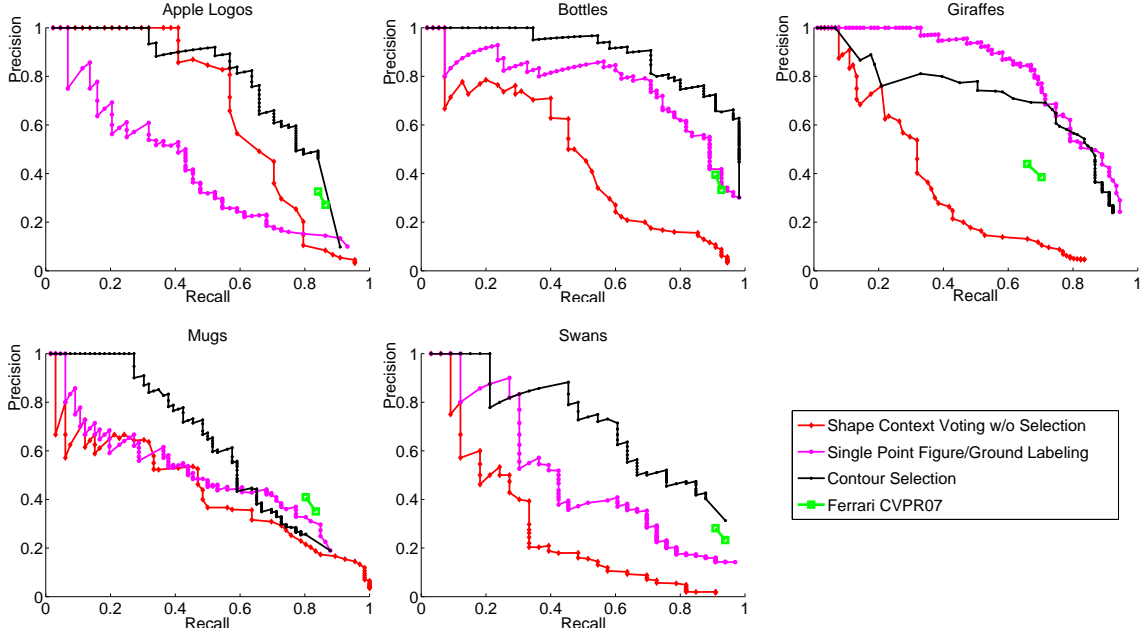 Apple Logos
Precision
1
0.8
0.6
0.4
0.2
0
0 0.2 0.4 0.6 0.8 1
Recall
Bottles
Precision
1
0.8
0.6
0.4
0.2
0
0 0.2 0.4 0.6 0.8 1
Recall
Giraffes
Precision
1
0.8
0.6
0.4
0.2
0
0 0.2 0.4 0.6 0.8 1
Recall
Mugs
Precision
1
0.8
0.6
0.4
0.2
0
0 0.2 0.4 0.6 0.8 1
Recall
Swans
Precision
1
0.8
0.6
0.4
0.2
0
0 0.2 0.4 0.6 0.8 1
Recall
Shape Context Voting w/o Selection
Single Point Figure/Ground Labeling
Contour Selection
Ferrari CVPR07